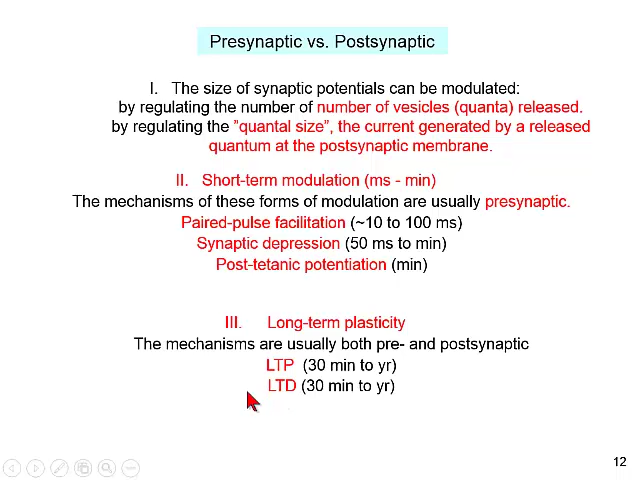 Presynaptic vs. Postsynaptic
I. The size of synaptic potentials can be modulated:
by regulating the number of number of vesicles (quanta) released.
by regulating the ”quantal size”, the current generated by a released
quantum at the postsynaptic membrane.
II. Short-term modulation (ms - min)
The mechanisms of these forms of modulation are usually presynaptic.
Paired-pulse facilitation (~10 to 100 ms)
Synaptic depression (50 ms to min)
Post-tetanic potentiation (min)
III. Long-term plasticity
The mechanisms are usually both pre- and postsynaptic
LTP (30 min to yr)
LTD (30 min to yr)
12